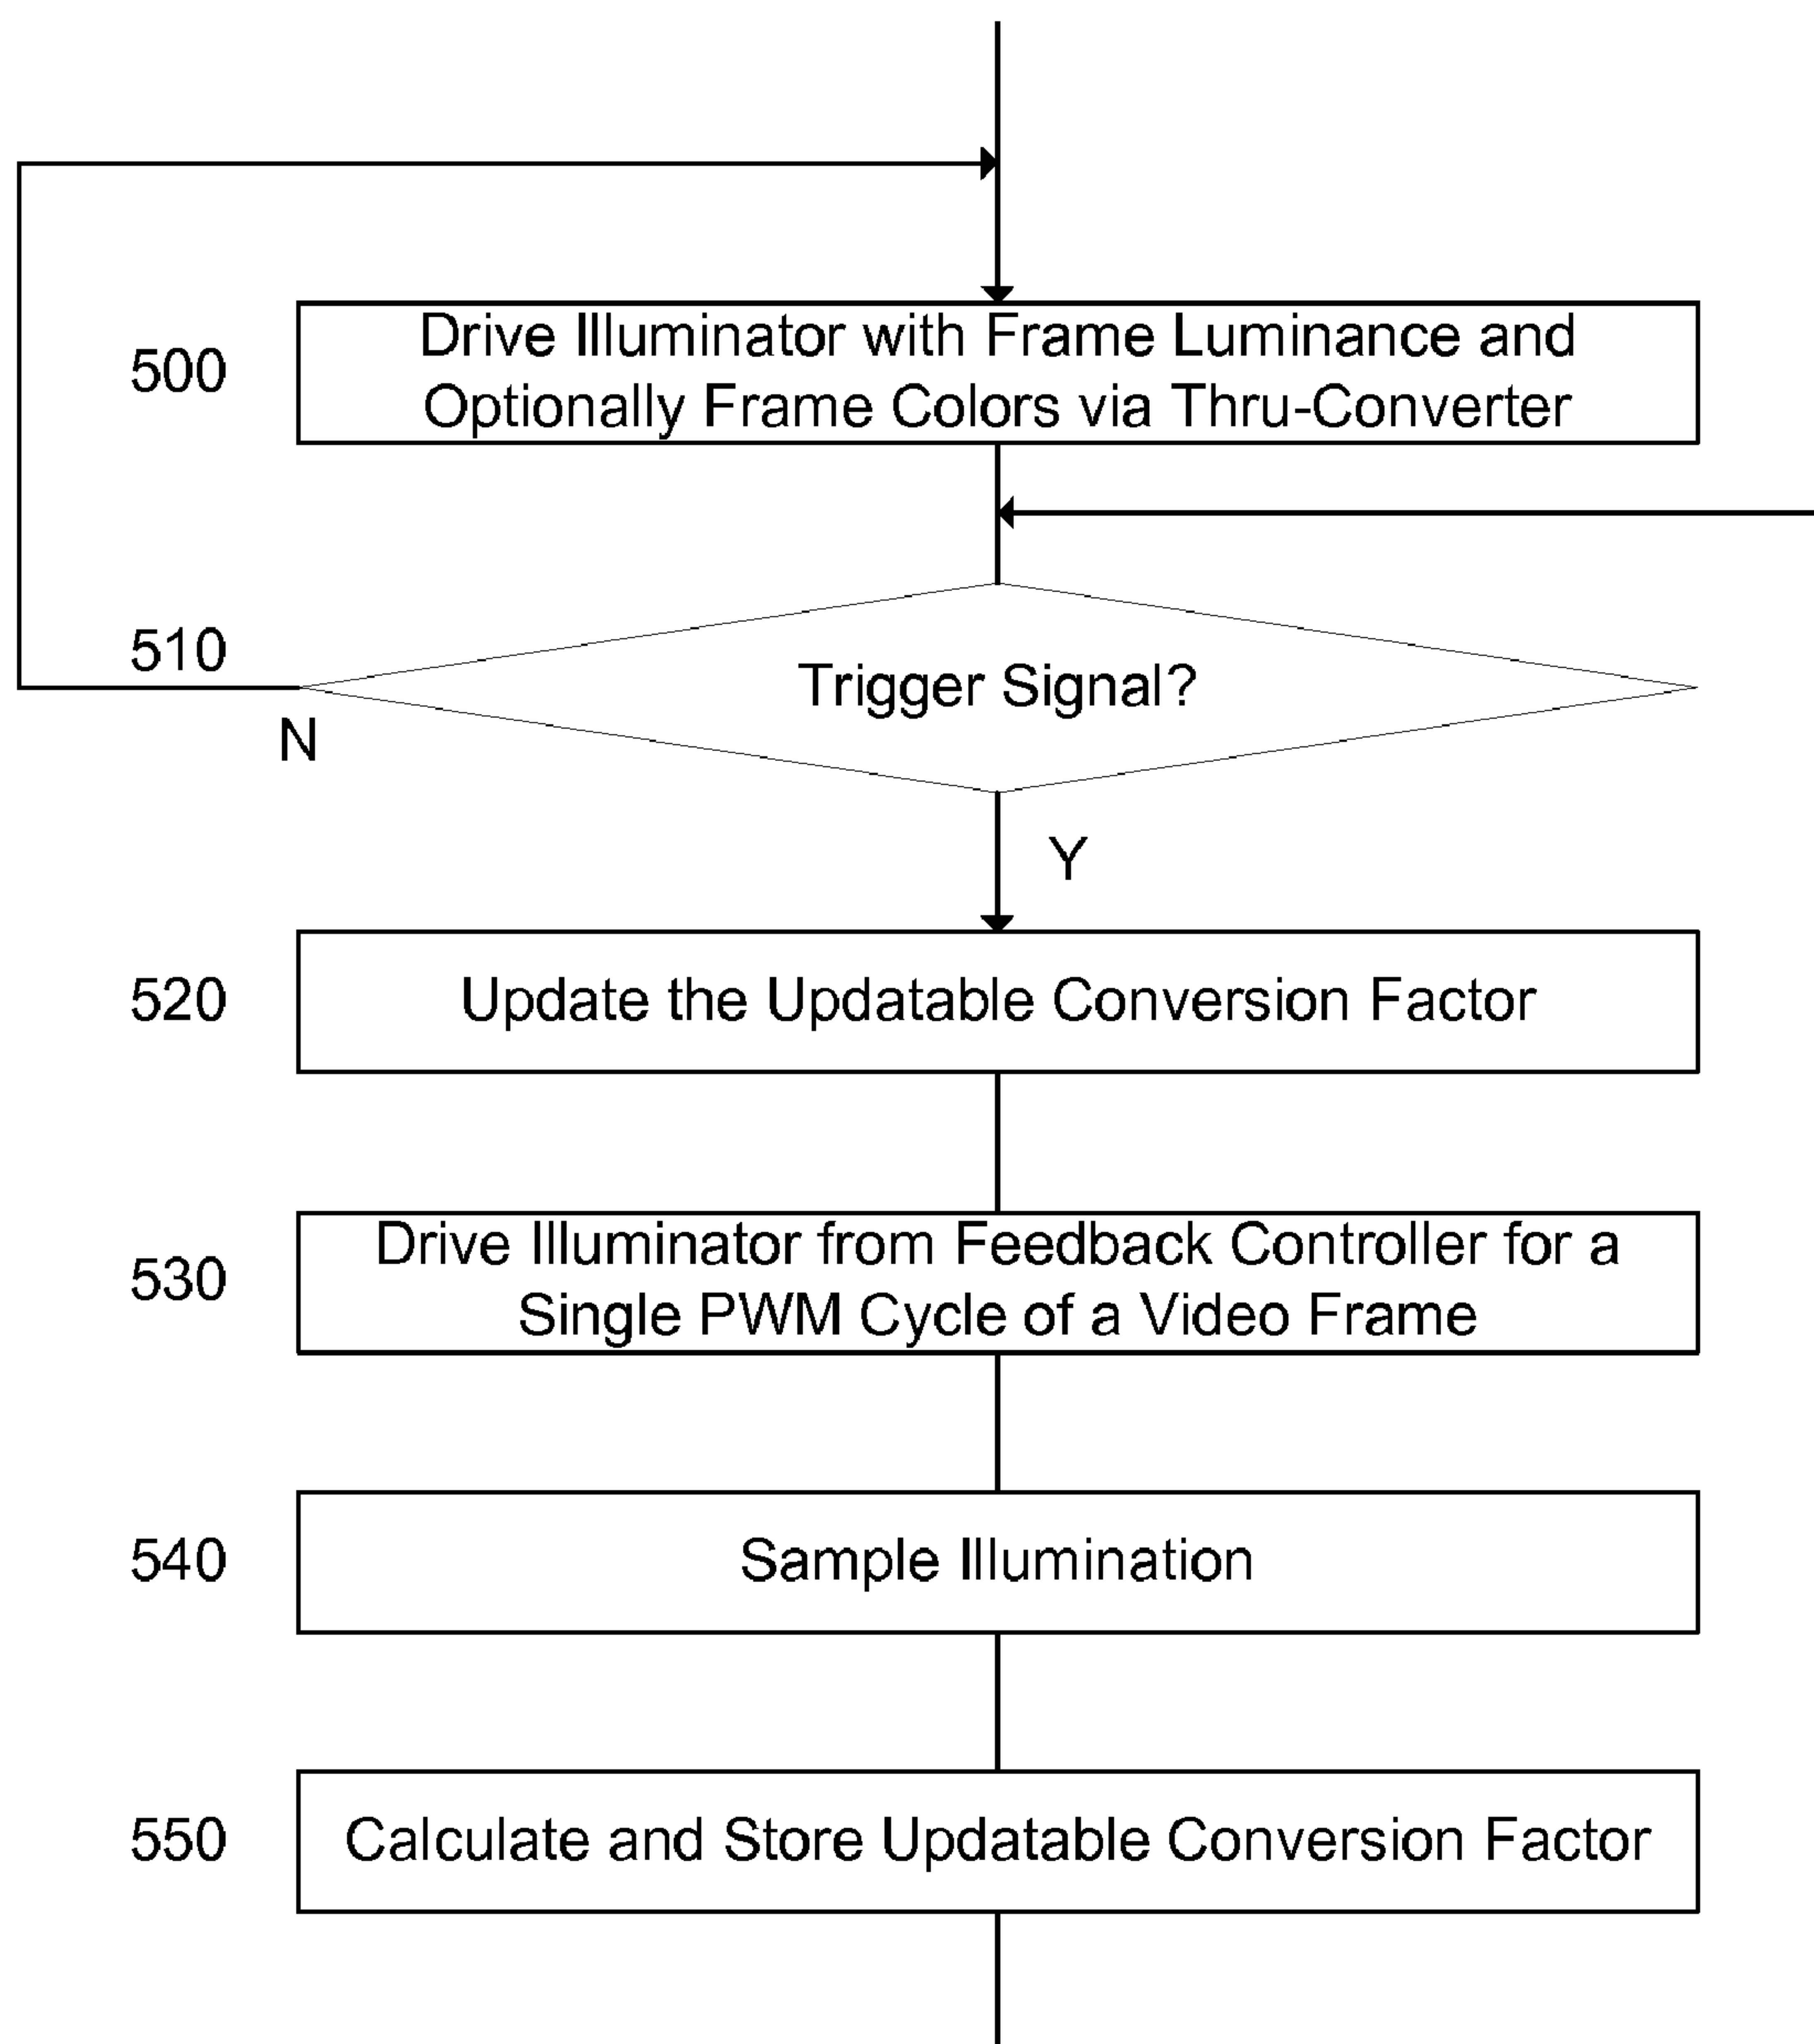 500
Drive Illuminator with Frame Luminance and
Optionally Frame Colors via Thru-Converter
510
Trigger Signal?
N
Y
520
Update the Updatable Conversion Factor
530
Drive Illuminator from Feedback Controller for a
Single PWM Cycle of a Video Frame
540
Sample Illumination
550
Calculate and Store Updatable Conversion Factor